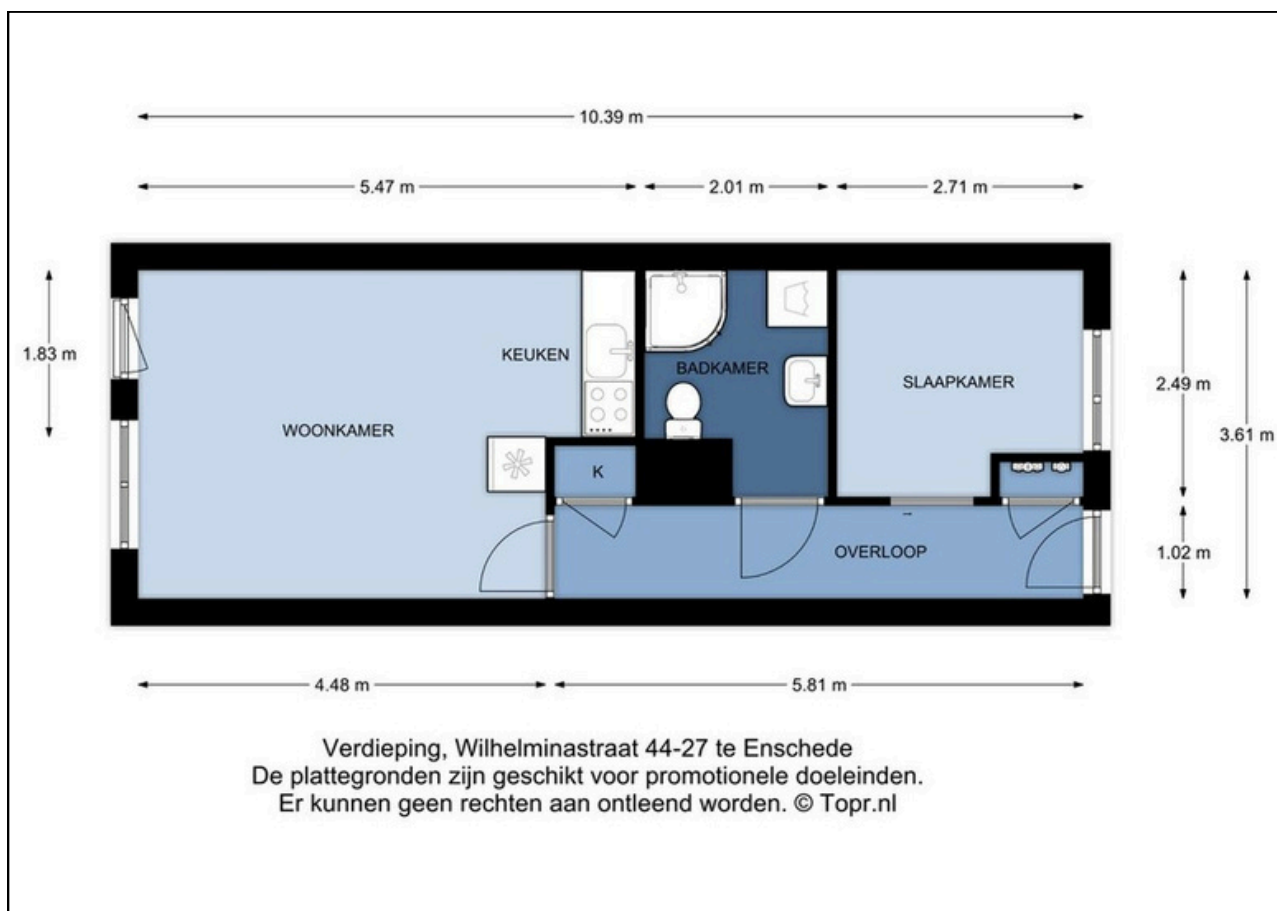 10.39 m
5.47 m
2.01 m
2.71 m
1.83 m
KEUKEN
BADKAMER
SLAAPKAMER
2.49 m
3.61 m
WOONKAMER
K
OVERLOOP
1.02 m
4.48 m
5.81 m
Verdieping, Wilhelminastraat 44-27 te Enschede
De plattegronden zijn geschikt voor promotionele doeleinden.
Er kunnen geen rechten aan ontleend worden. © Topr.nl